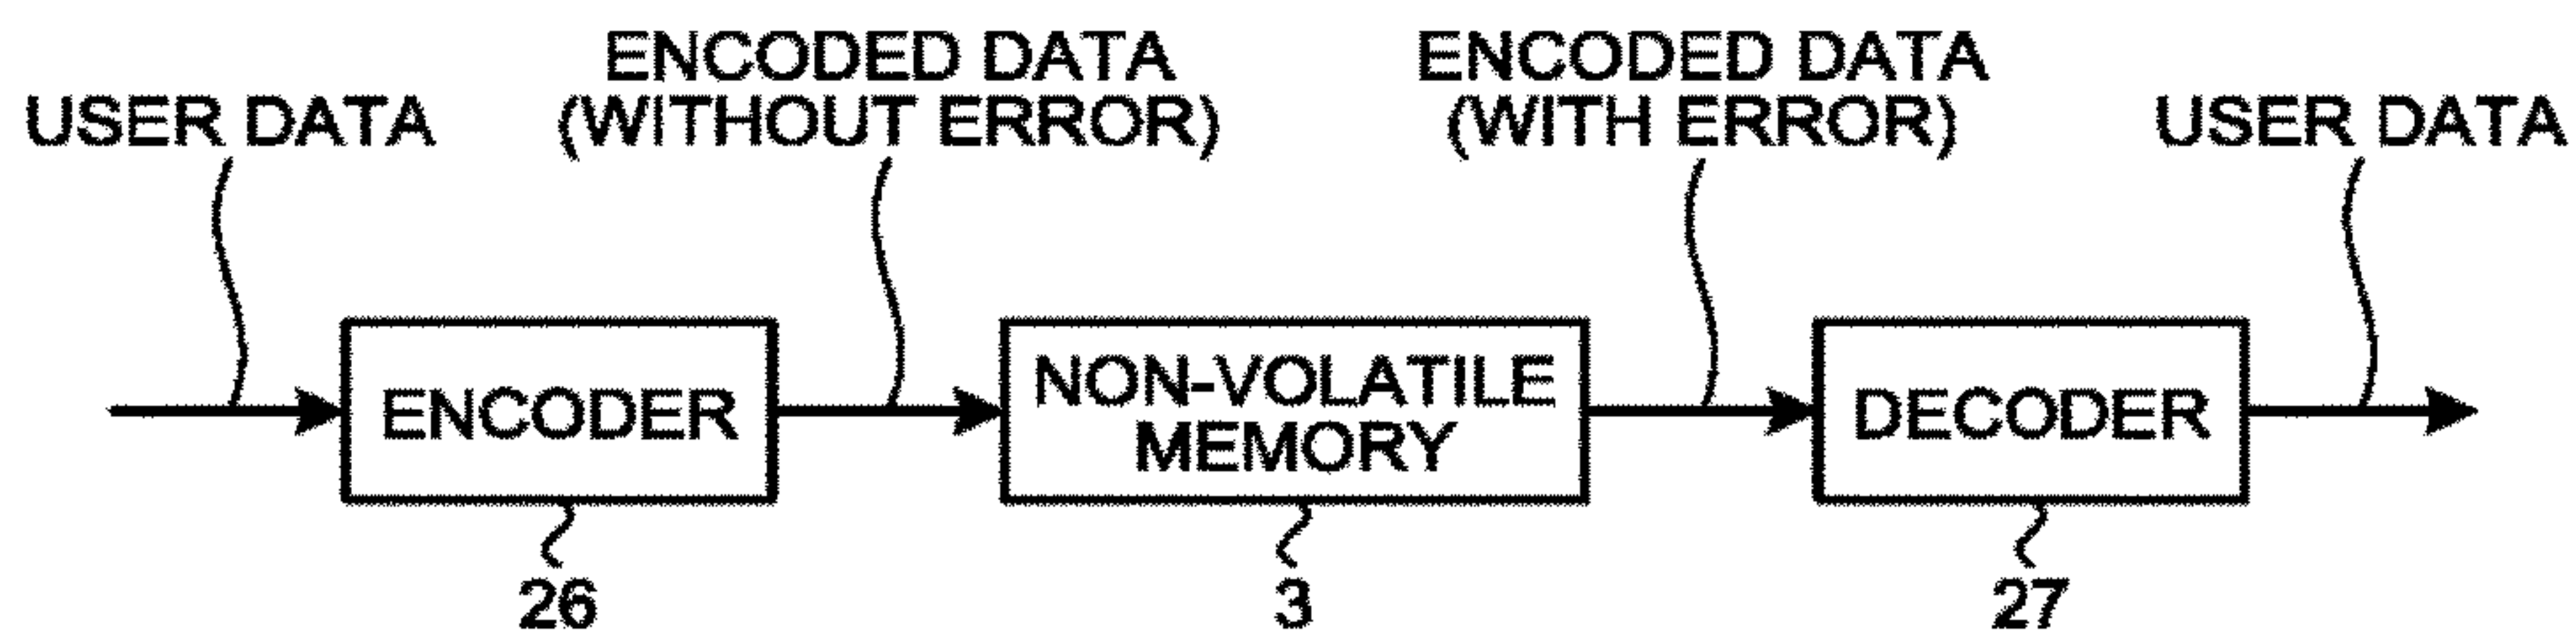 USER DATA
ENCODED DATA
(WITHOUT ERROR)
ENCODED DATA
(WITH ERROR)
USER DATA
ENCODER
NON-VOLATILE
MEMORY
DECODER
26
3
27